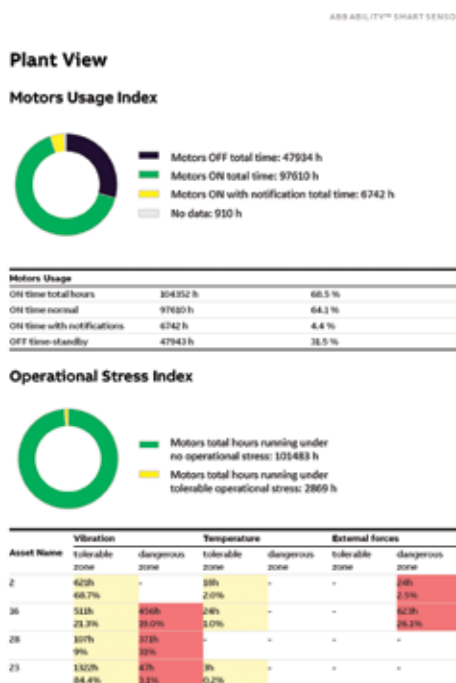 ABB ABILITY™ SMART SENSO
Plant View
Motors Usage Index
Motors OFF total time: 47934 h
Motors ON total time: 97610 h
Motors ON with notification total time: 6742 h
No data: 910 h
Motors Usage
ON time total hours 104352 h 68.5 %
ON time normal 97610 h 64.1 %
ON time with notifications 6742 h 4.4 %
OFF time-standby 47943 h 31.5 %
Operational Stress Index
Motors total hours running under
no operational stress: 101483 h
Motors total hours running under
tolerable operational stress: 2869 h
Vibration Temperature External forces
Asset Name tolerable dangerous tolerable dangerous tolerable dangerous
zone zone zone zone zone zone
2 621h - 18h - - 24h
68.7% 2.0% 2.5%
16 511h 456h 24h - - 623h
21.3% 19.0% 1.0% 26.1%
28 107h 371h - - - -
9% 31%
23 1322h 47h 3h - - -
84.4% 3.1% 0.2%